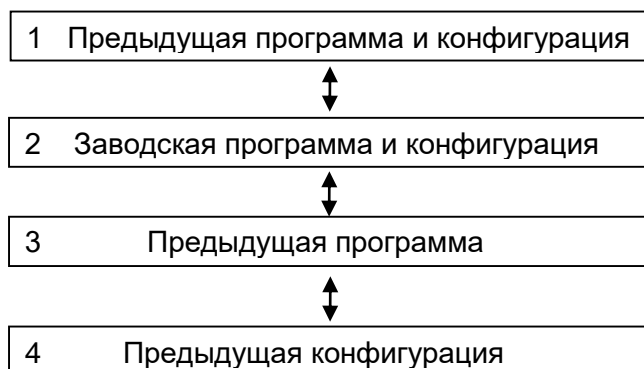 1 Предыдущая программа и конфигурация
2 Заводская программа и конфигурация
3 Предыдущая программа
4 Предыдущая конфигурация